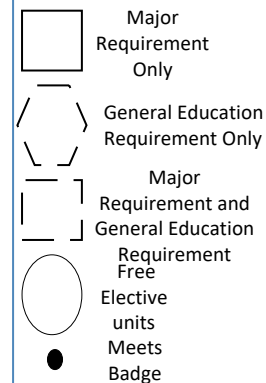 Major
Requirement
Only
General Education
Requirement Only
Major
Requirement and
General Education
Requirement
Free
Elective
units
Meets
Badge